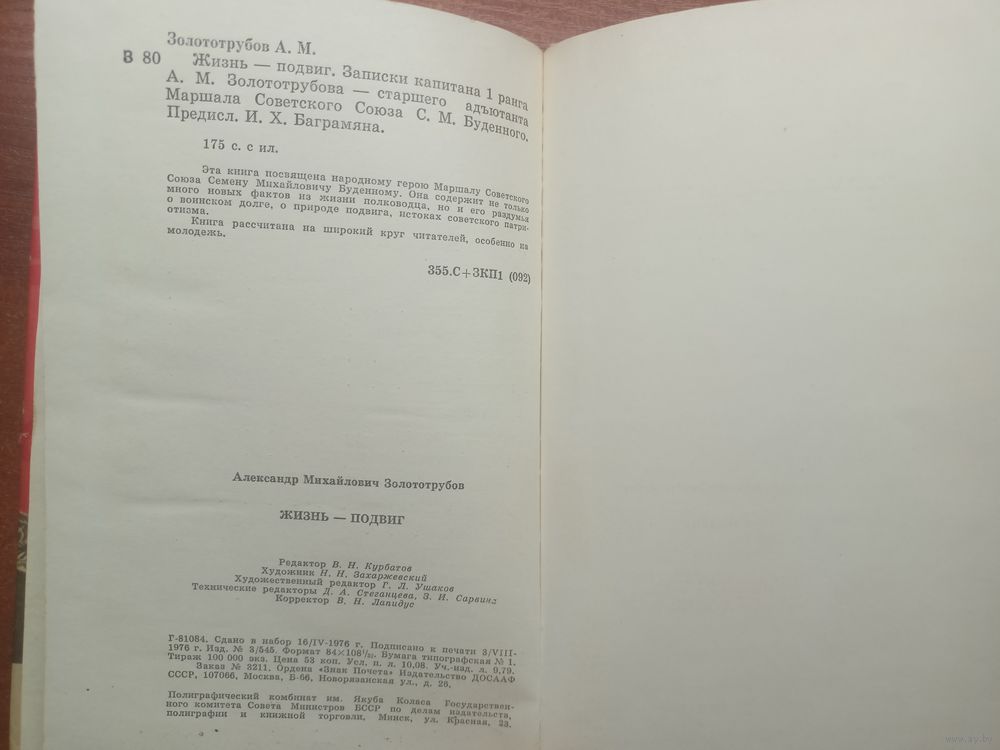 Золототрубов А. М.
З 80 Жизнь — подвиг. Записки капитана 1 ранга
А. М. Золототрубова — старшего адъютанта
Маршала Советского Союза С. М. Буденного.
Предисл. И. Х. Баграмяна.
175 с. с ил.
Эта книга посвящена народному герою Маршалу Советского
Союза Семену Михайловичу Буденному. Она содержит не только
много новых фактов из жизни полководца, но и его раздумья
о воинском долге, о природе подвига, истоках советского патри-
отизма.
Книга рассчитана на широкий круг читателей, особенно на
молодежь.
355.С+3КП1 (092)
Александр Михайлович Золототрубов
ЖИЗНЬ — ПОДВИГ
Редактор В. Н. Курбатов
Художник Н. Н. Захаржевский
Художественный редактор Г. Л. Ушаков
Технические редакторы Д. А. Стеганцева, З. И. Сарвина
Корректор В. Н. Лапидус
Г-81084. Сдано в набор 16/IV-1976 г. Подписано к печати 3/VIII-
1976 г. Изд. № 3/545. Формат 84×108¹/₃₂. Бумага типографская № 1.
Тираж 100 000 экз. Цена 53 коп. Усл. п. л. 10,08. Уч.-изд. л. 9,79.
Заказ № 3211. Ордена «Знак Почета» Издательство ДОСААФ
СССР, 107066, Москва, Б-66, Новорязанская ул., д. 26.
Полиграфический комбинат им. Якуба Коласа Государствен-
ного комитета Совета Министров БССР по делам издательств,
полиграфии и книжной торговли, Минск, ул. Красная, 23.
www.ay.by